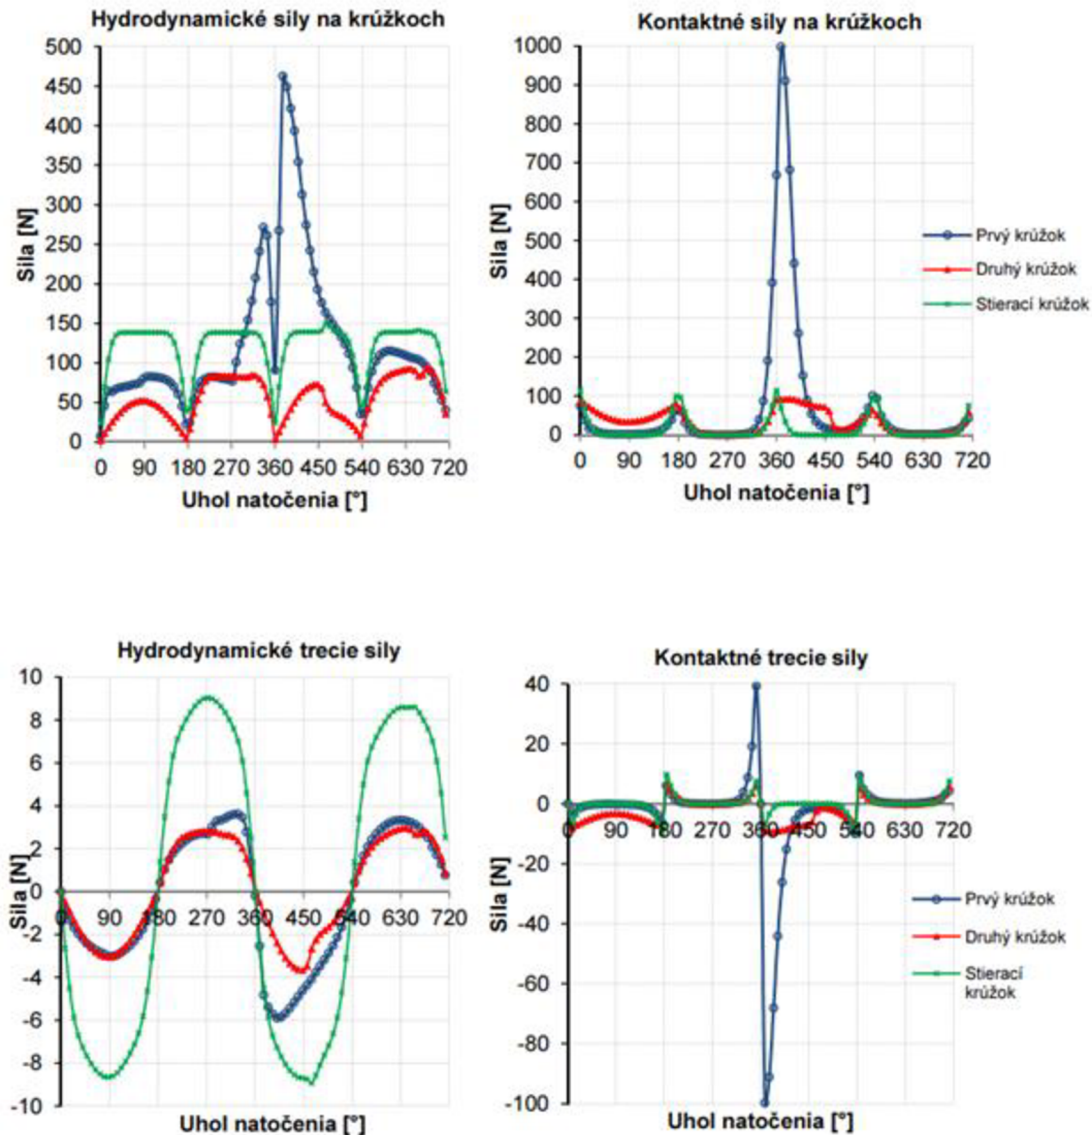 Hydrodynamické sily na krúžkoch
500
450
400
350
300
250
200
150
100
50
0
Sila [N]
0 90 180 270 360 450 540 630 720
Uhol natočenia [°]
Kontaktné sily na krúžkoch
1000
900
800
700
600
500
400
300
200
100
0
Sila [N]
0 90 180 270 360 450 540 630 720
Uhol natočenia [°]
Prvý krúžok
Druhý krúžok
Stierací krúžok
Hydrodynamické trecie sily
10
8
6
4
2
0
-2
-4
-6
-8
-10
Sila [N]
0 90 180 270 360 450 540 630 720
Uhol natočenia [°]
Kontaktné trecie sily
40
20
0
-20
-40
-60
-80
-100
Sila [N]
0 90 180 270 360 450 540 630 720
Uhol natočenia [°]
Prvý krúžok
Druhý krúžok
Stierací
krúžok